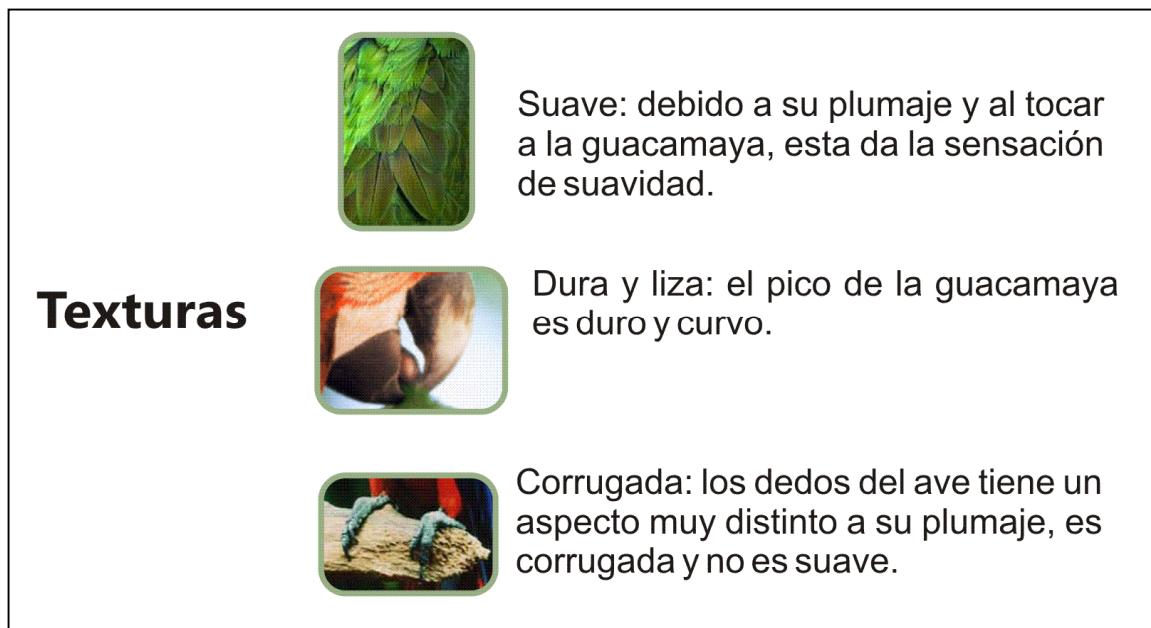 Suave: debido a su plumaje y al tocar
a la guacamaya, esta da la sensación
de suavidad.
Texturas
Dura y liza: el pico de la guacamaya
es duro y curvo.
Corrugada: los dedos del ave tiene un
aspecto muy distinto a su plumaje, es
corrugada y no es suave.